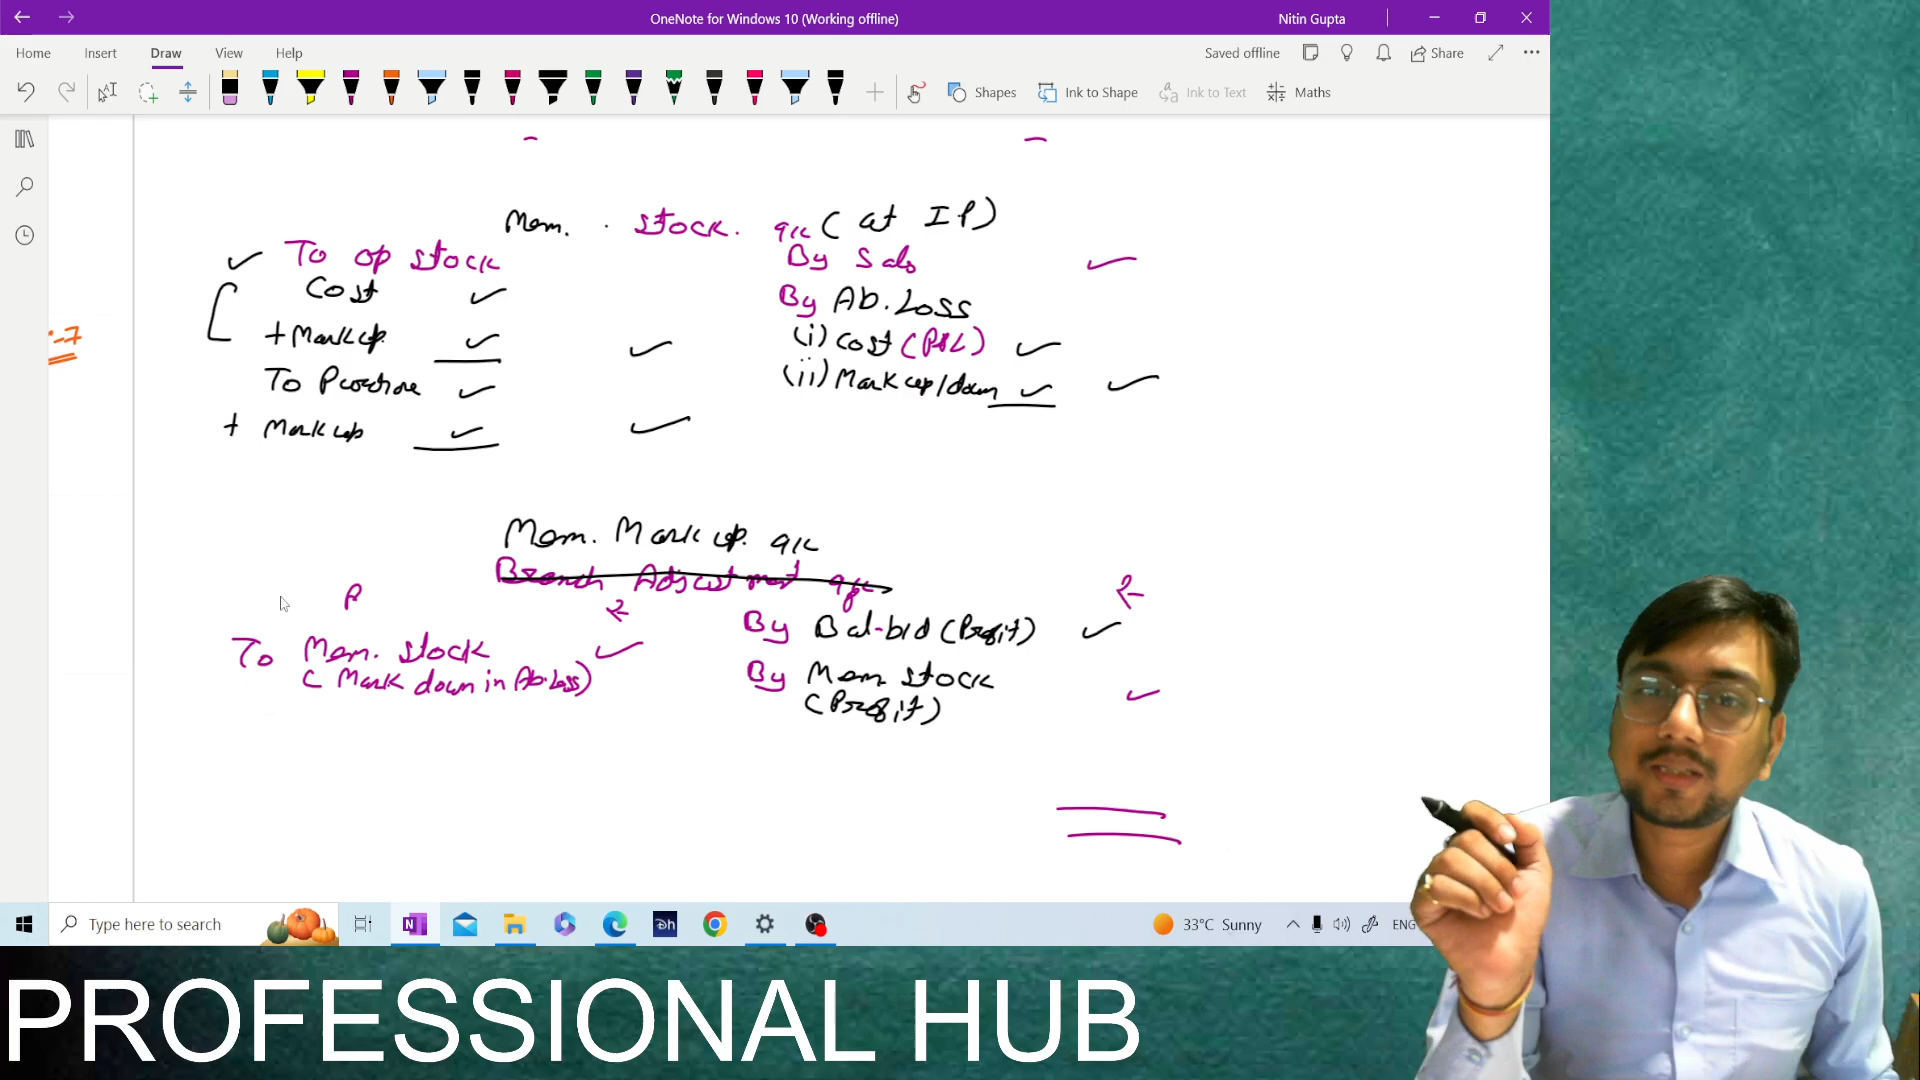 OneNote for Windows 10 (Working offline)
Nitin Gupta
Home Insert Draw View Help
Saved offline Share
Shapes Ink to Shape Ink to Text Maths
Mem. Stock. a/c (at IP)
To op stock By Sales
Cost By Ab. Loss
+ Mark up (i) Cost (P&L)
-7
To Purchase (ii) Mark up/down
+ Mark up
Mem. Mark up. a/c
Branch Adjustment a/c
To Mem. Stock By Bal-b/d (Profit)
(Mark down in Ab. Loss) By Mem. stock
(Profit)
Type here to search
33°C Sunny ENG
PROFESSIONAL HUB